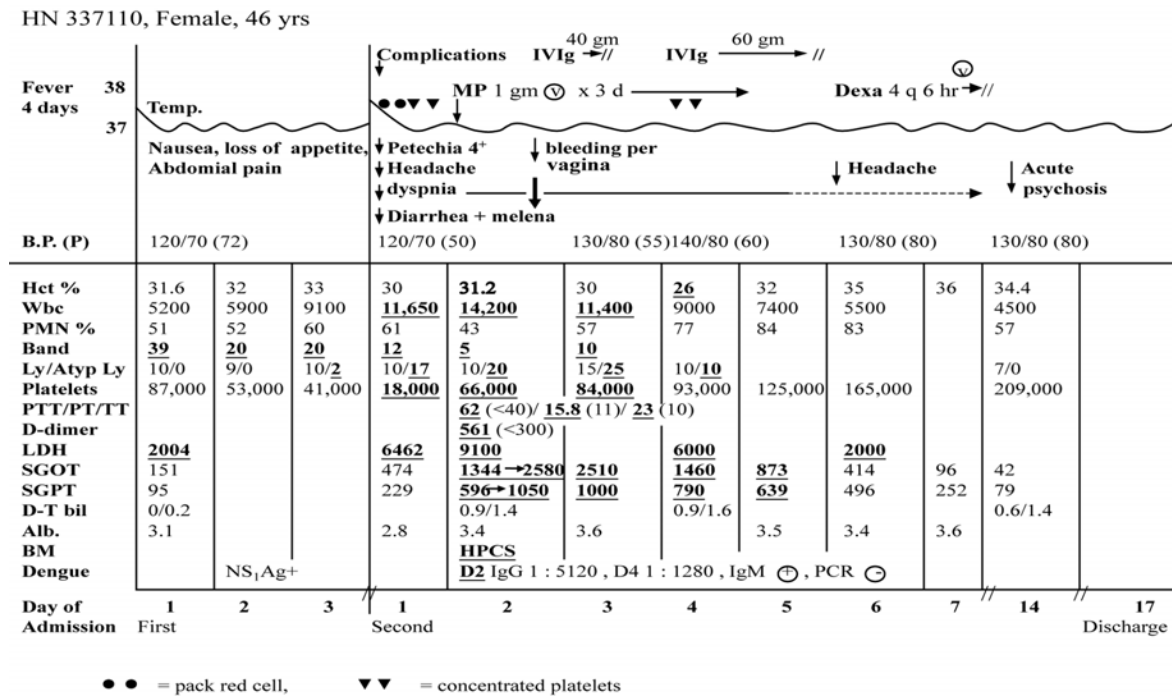 HN 337110, Female, 46 yrs
Complications IVIg 40 gm // IVIg 60 gm //
Fever 38
4 days Temp. MP 1 gm v x 3 d Dexa 4 q 6 hr v //
37
Nausea, loss of appetite, Petechia 4+ bleeding per Headache Acute
Abdomial pain Headache vagina psychosis
dyspnia
Diarrhea + melena
B.P. (P) 120/70 (72) 120/70 (50) 130/80 (55) 140/80 (60) 130/80 (80) 130/80 (80)
Hct % 31.6 32 33 30 31.2 30 26 32 35 36 34.4
Wbc 5200 5900 9100 11,650 14,200 11,400 9000 7400 5500 4500
PMN % 51 52 60 61 43 57 77 84 83 57
Band 39 20 20 12 5 10
Ly/Atyp Ly 10/0 9/0 10/2 10/17 10/20 15/25 10/10 7/0
Platelets 87,000 53,000 41,000 18,000 66,000 84,000 93,000 125,000 165,000 209,000
PTT/PT/TT 62 (<40)/ 15.8 (11)/ 23 (10)
D-dimer 561 (<300)
LDH 2004 6462 9100 6000 2000
SGOT 151 474 1344→2580 2510 1460 873 414 96 42
SGPT 95 229 596→1050 1000 790 639 496 252 79
D-T bil 0/0.2 0.9/1.4 0.9/1.6 0.6/1.4
Alb. 3.1 2.8 3.4 3.6 3.5 3.4 3.6
BM HPCS
Dengue NS1Ag+ D2 IgG 1 : 5120 , D4 1 : 1280 , IgM + , PCR -
Day of 1 2 3 // 1 2 3 4 5 6 7 // 14 // 17
Admission First Second Discharge
= pack red cell, = concentrated platelets